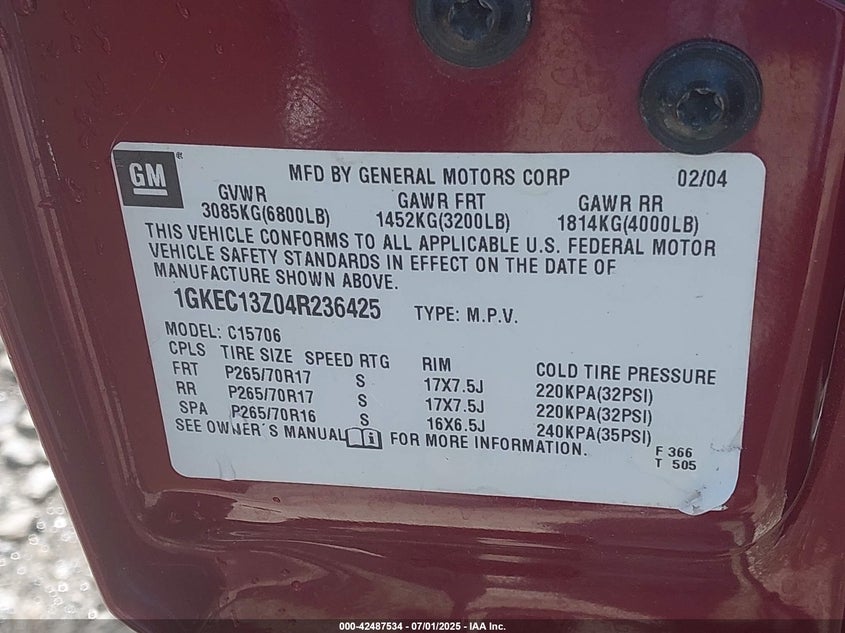 GM
MFD BY GENERAL MOTORS CORP 02/04
GVWR GAWR FRT GAWR RR
3085KG(6800LB) 1452KG(3200LB) 1814KG(4000LB)
THIS VEHICLE CONFORMS TO ALL APPLICABLE U.S. FEDERAL MOTOR
VEHICLE SAFETY STANDARDS IN EFFECT ON THE DATE OF
MANUFACTURE SHOWN ABOVE.
1GKEC13Z04R236425 TYPE: M.P.V.
MODEL: C15706
CPLS TIRE SIZE SPEED RTG RIM COLD TIRE PRESSURE
FRT P265/70R17 S 17X7.5J 220KPA(32PSI)
RR P265/70R17 S 17X7.5J 220KPA(32PSI)
SPA P265/70R16 S 16X6.5J 240KPA(35PSI)
SEE OWNER'S MANUAL FOR MORE INFORMATION.
F 366
T 505
000-42487534 - 07/01/2025 - IAA Inc.